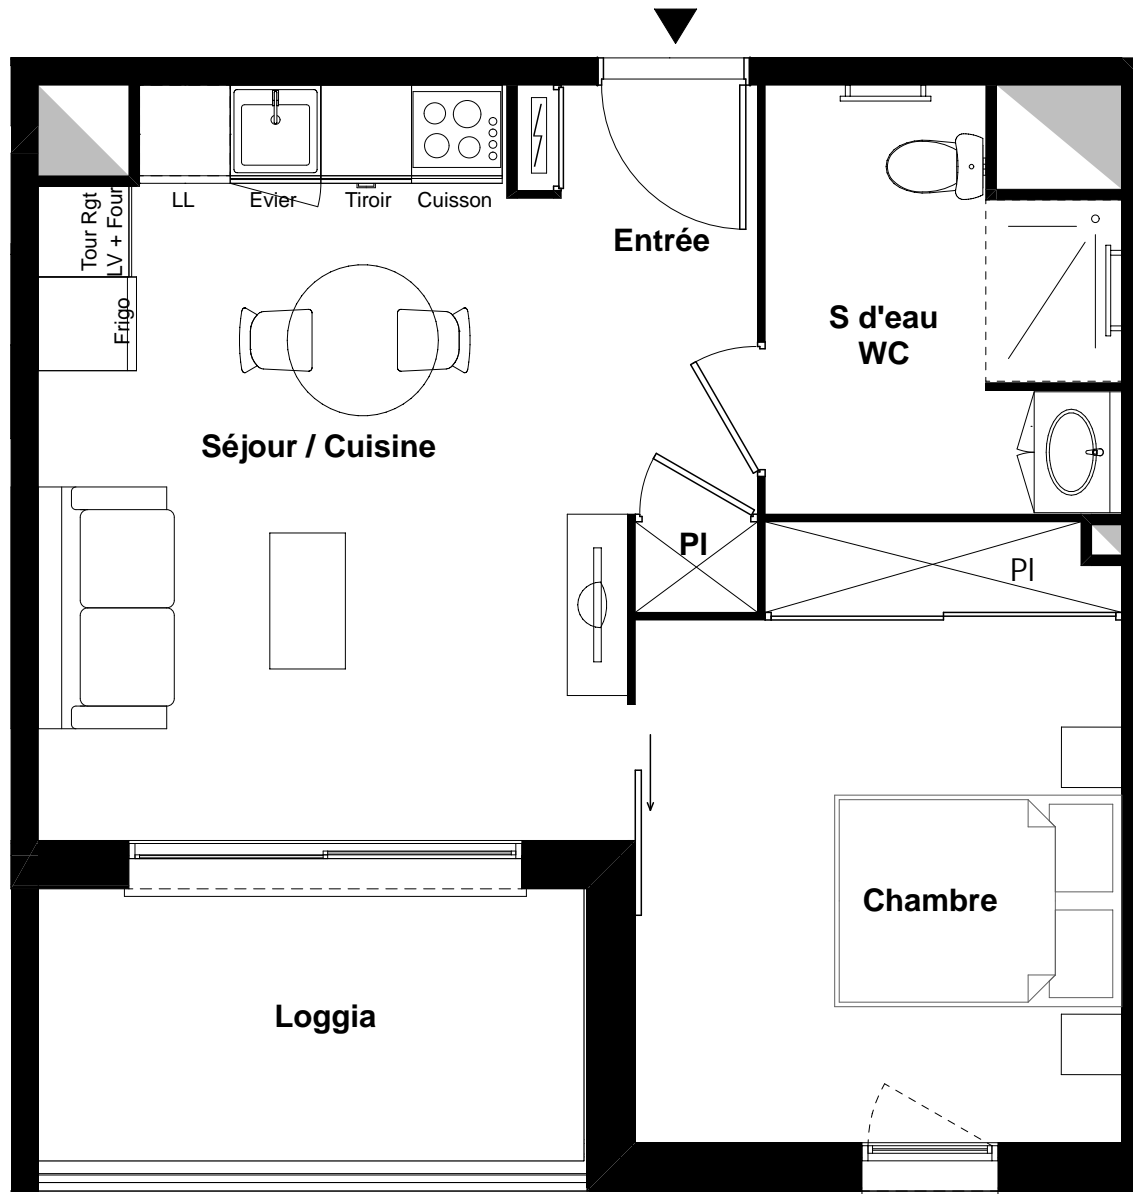 LL
Evier
Tiroir
Cuisson
Tour Rgt
LV + Four
Frigo
Entrée
S d'eau
WC
Séjour / Cuisine
Pl
Pl
Chambre
Loggia